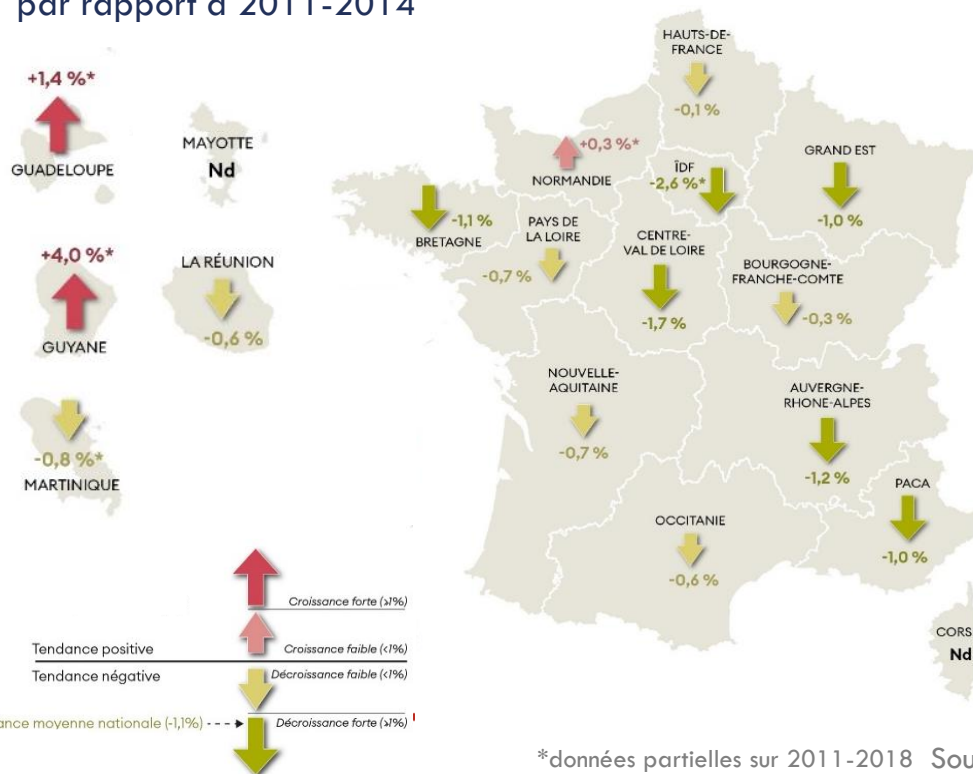 par rapport à 2011-2014
+1,4 %*
GUADELOUPE
MAYOTTE
Nd
+4,0 %*
GUYANE
LA RÉUNION
-0,6 %
-0,8 %*
MARTINIQUE
HAUTS-DE-
FRANCE
-0,1 %
+0,3 %*
NORMANDIE
ÎDF
-2,6 %*
GRAND EST
-1,0 %
-1,1 %
BRETAGNE
PAYS DE
LA LOIRE
-0,7 %
CENTRE-
VAL DE LOIRE
-1,7 %
BOURGOGNE-
FRANCHE-COMTE
-0,3 %
NOUVELLE-
AQUITAINE
-0,7 %
AUVERGNE-
RHONE-ALPES
-1,2 %
PACA
-1,0 %
OCCITANIE
-0,6 %
CORS
Nd
Croissance forte (>1%)
Tendance positive
Croissance faible (<1%)
Tendance négative
Décroissance faible (<1%)
ance moyenne nationale (-1,1%)
Décroissance forte (>1%)
*données partielles sur 2011-2018 Sou